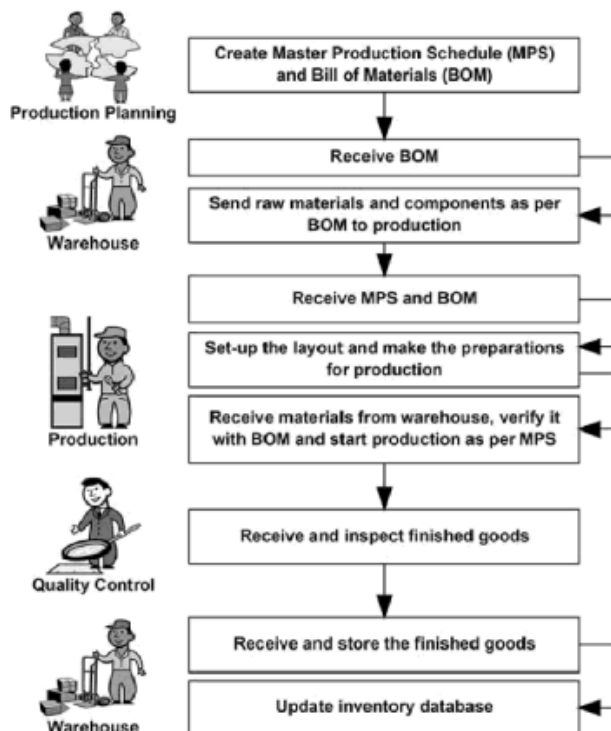 Create Master Production Schedule (MPS)
and Bill of Materials (BOM)
Production Planning
Receive BOM
Send raw materials and components as per
BOM to production
Warehouse
Receive MPS and BOM
Set-up the layout and make the preparations
for production
Receive materials from warehouse, verify it
with BOM and start production as per MPS
Production
Receive and inspect finished goods
Quality Control
Receive and store the finished goods
Update inventory database
Warehouse